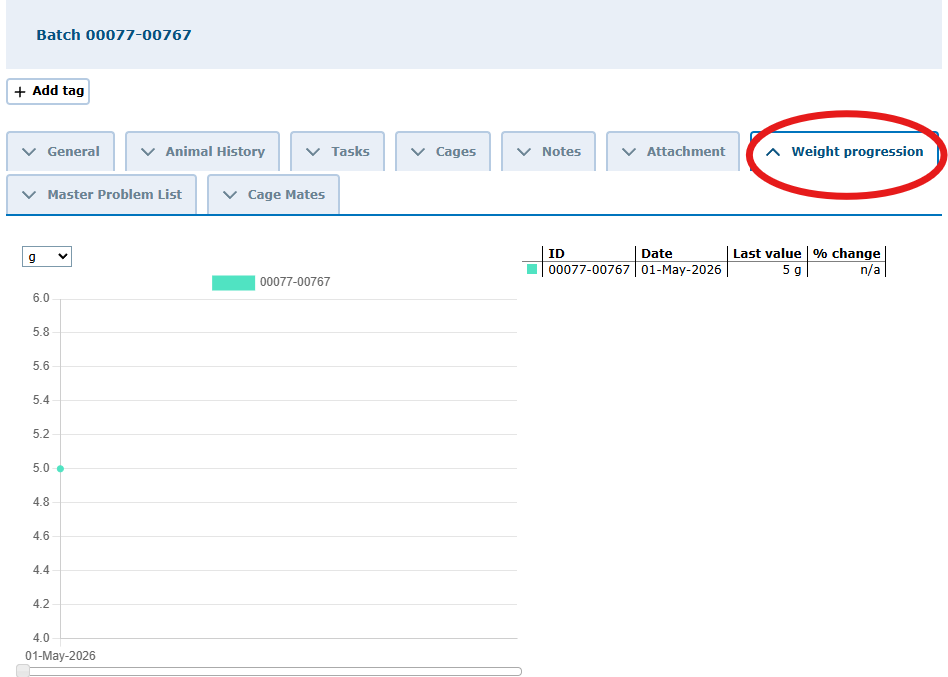 Batch 00077-00767
+ Add tag
General Animal History Tasks Cages Notes Attachment Weight progression
Master Problem List Cage Mates
g
ID Date Last value % change
00077-00767 01-May-2026 5 g n/a
00077-00767
6.0
5.8
5.6
5.4
5.2
5.0
4.8
4.6
4.4
4.2
4.0
01-May-2026